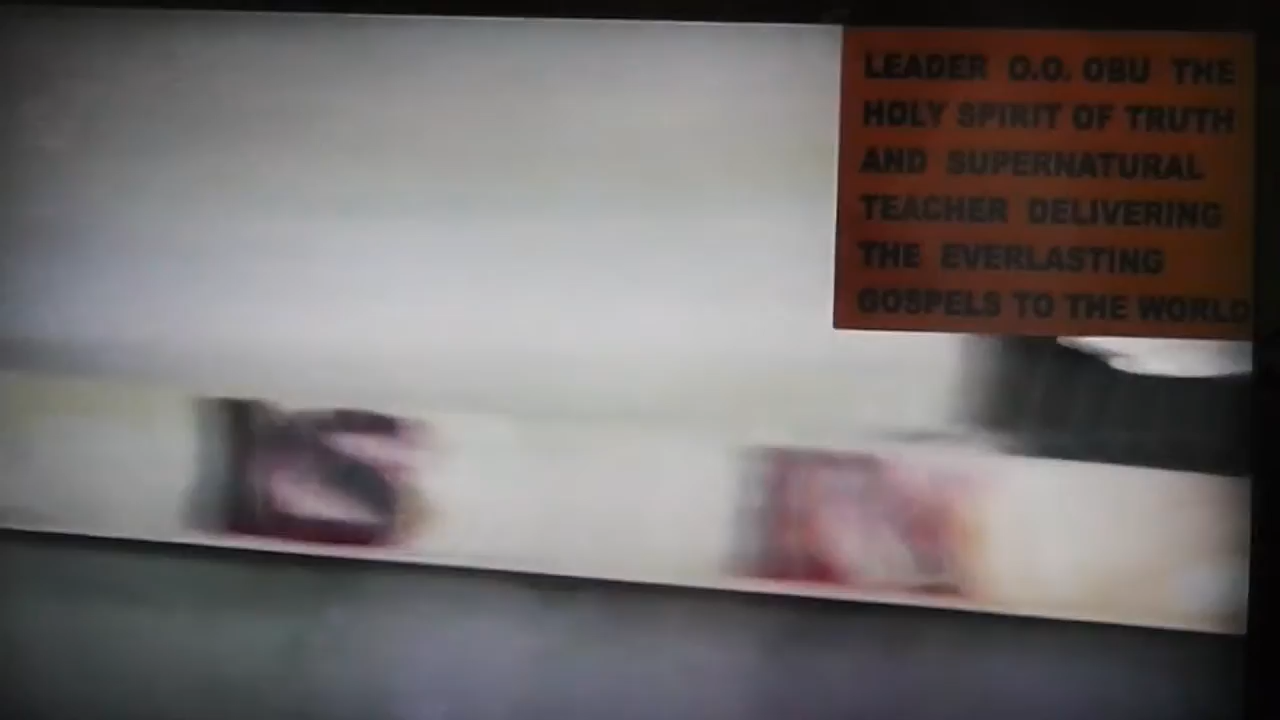 LEADER O.O. OBU THE
HOLY SPIRIT OF TRUTH
AND SUPERNATURAL
TEACHER DELIVERING
THE EVERLASTING
GOSPELS TO THE WORLD